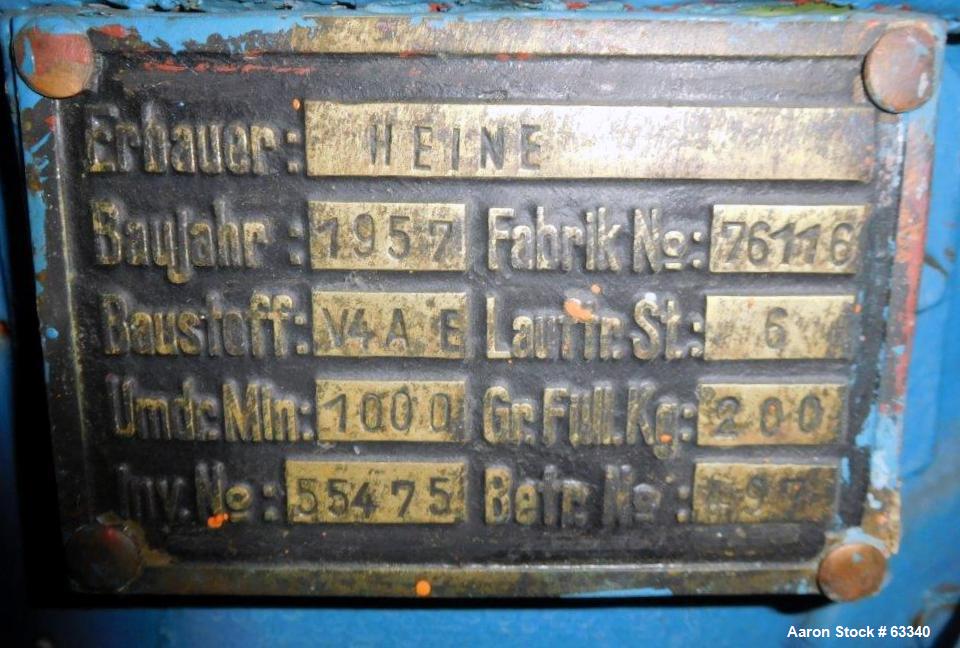 Erbauer: HEINE
Baujahr: 1957 Fabrik No: 76116
Baustoff: V4A E Lauftr. St.: 6
Umdr. Min: 1000 Gr. Füll. Kg: 200
Inv. No: 55475 Betr. No:
Aaron Stock # 63340